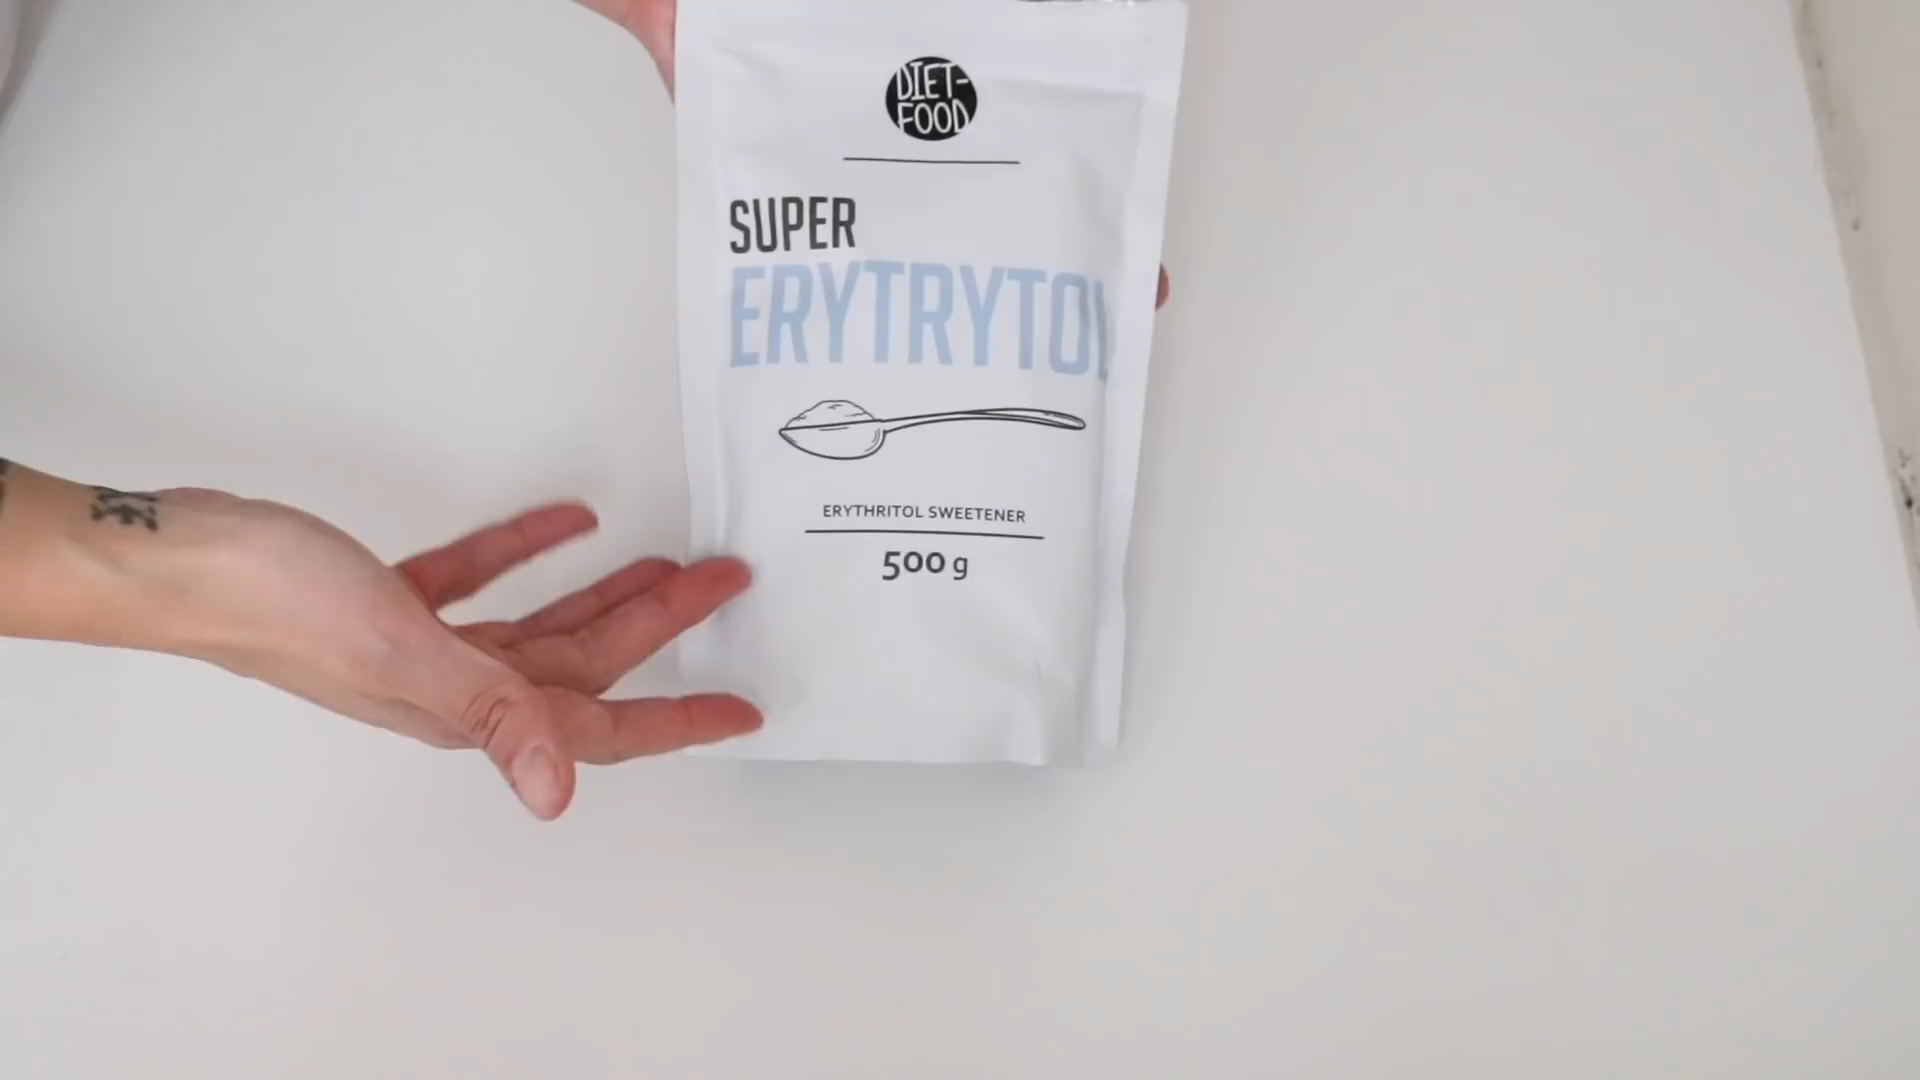 DIET-
FOOD
SUPER
ERYTRYTOL
ERYTHRITOL SWEETENER
500 g